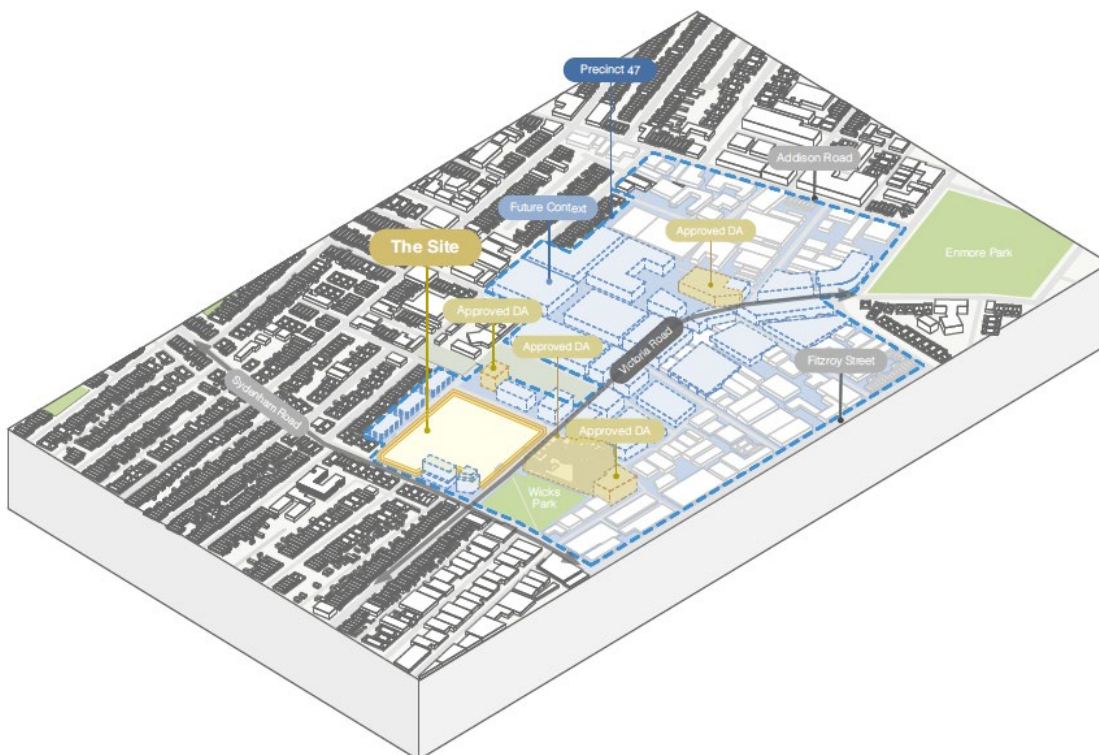 Precinct 47
Addison Road
Future Context
Approved DA
The Site
Enmore Park
Approved DA
Approved DA
Victoria Road
Fitzroy Street
Sydenham Road
Approved DA
Wicks
Park